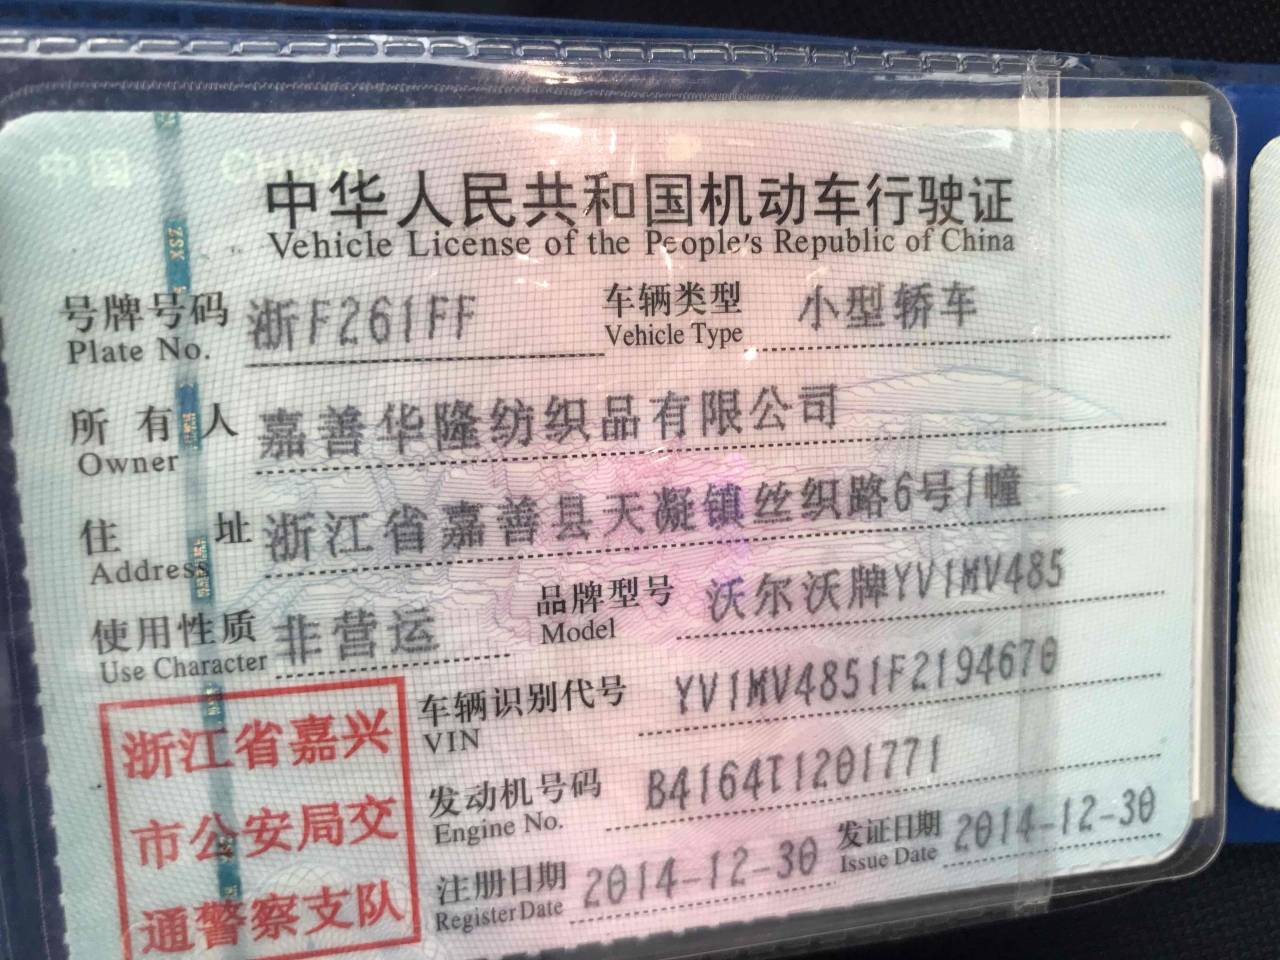 中国 CHINA
中华人民共和国机动车行驶证
Vehicle License of the People's Republic of China
号牌号码 浙F261FF 车辆类型 小型轿车
Plate No. Vehicle Type
所有人 嘉善华隆纺织品有限公司
Owner
住址 浙江省嘉善县天凝镇丝织路6号1幢
Address
使用性质 非营运 品牌型号 沃尔沃牌YV1MV485
Use Character Model
车辆识别代号 YV1MV4851F2194670
VIN
发动机号码 B4164T1201771
Engine No.
注册日期 2014-12-30 发证日期 2014-12-30
Register Date Issue Date
浙江省嘉兴
市公安局交
通警察支队
XSZ